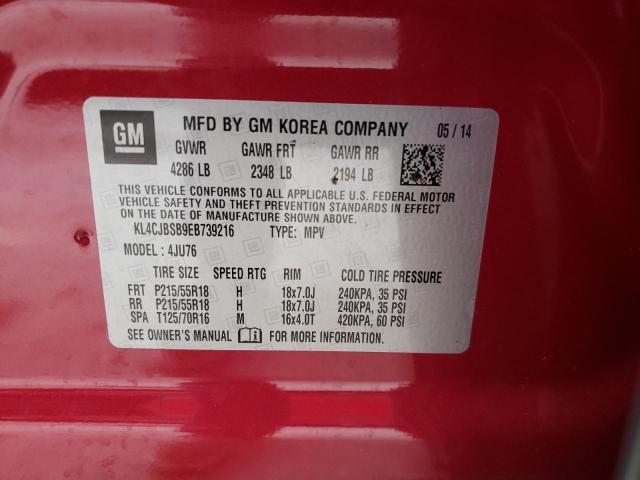 GM
MFD BY GM KOREA COMPANY 05 / 14
GVWR GAWR FRT GAWR RR
4286 LB 2348 LB 2194 LB
THIS VEHICLE CONFORMS TO ALL APPLICABLE U.S. FEDERAL MOTOR
VEHICLE SAFETY AND THEFT PREVENTION STANDARDS IN EFFECT
ON THE DATE OF MANUFACTURE SHOWN ABOVE.
KL4CJBSB9EB739216 TYPE: MPV
MODEL: 4JU76
TIRE SIZE SPEED RTG RIM COLD TIRE PRESSURE
FRT P215/55R18 H 18x7.0J 240KPA, 35 PSI
RR P215/55R18 H 18x7.0J 240KPA, 35 PSI
SPA T125/70R16 M 16x4.0T 420KPA, 60 PSI
SEE OWNER'S MANUAL FOR MORE INFORMATION.